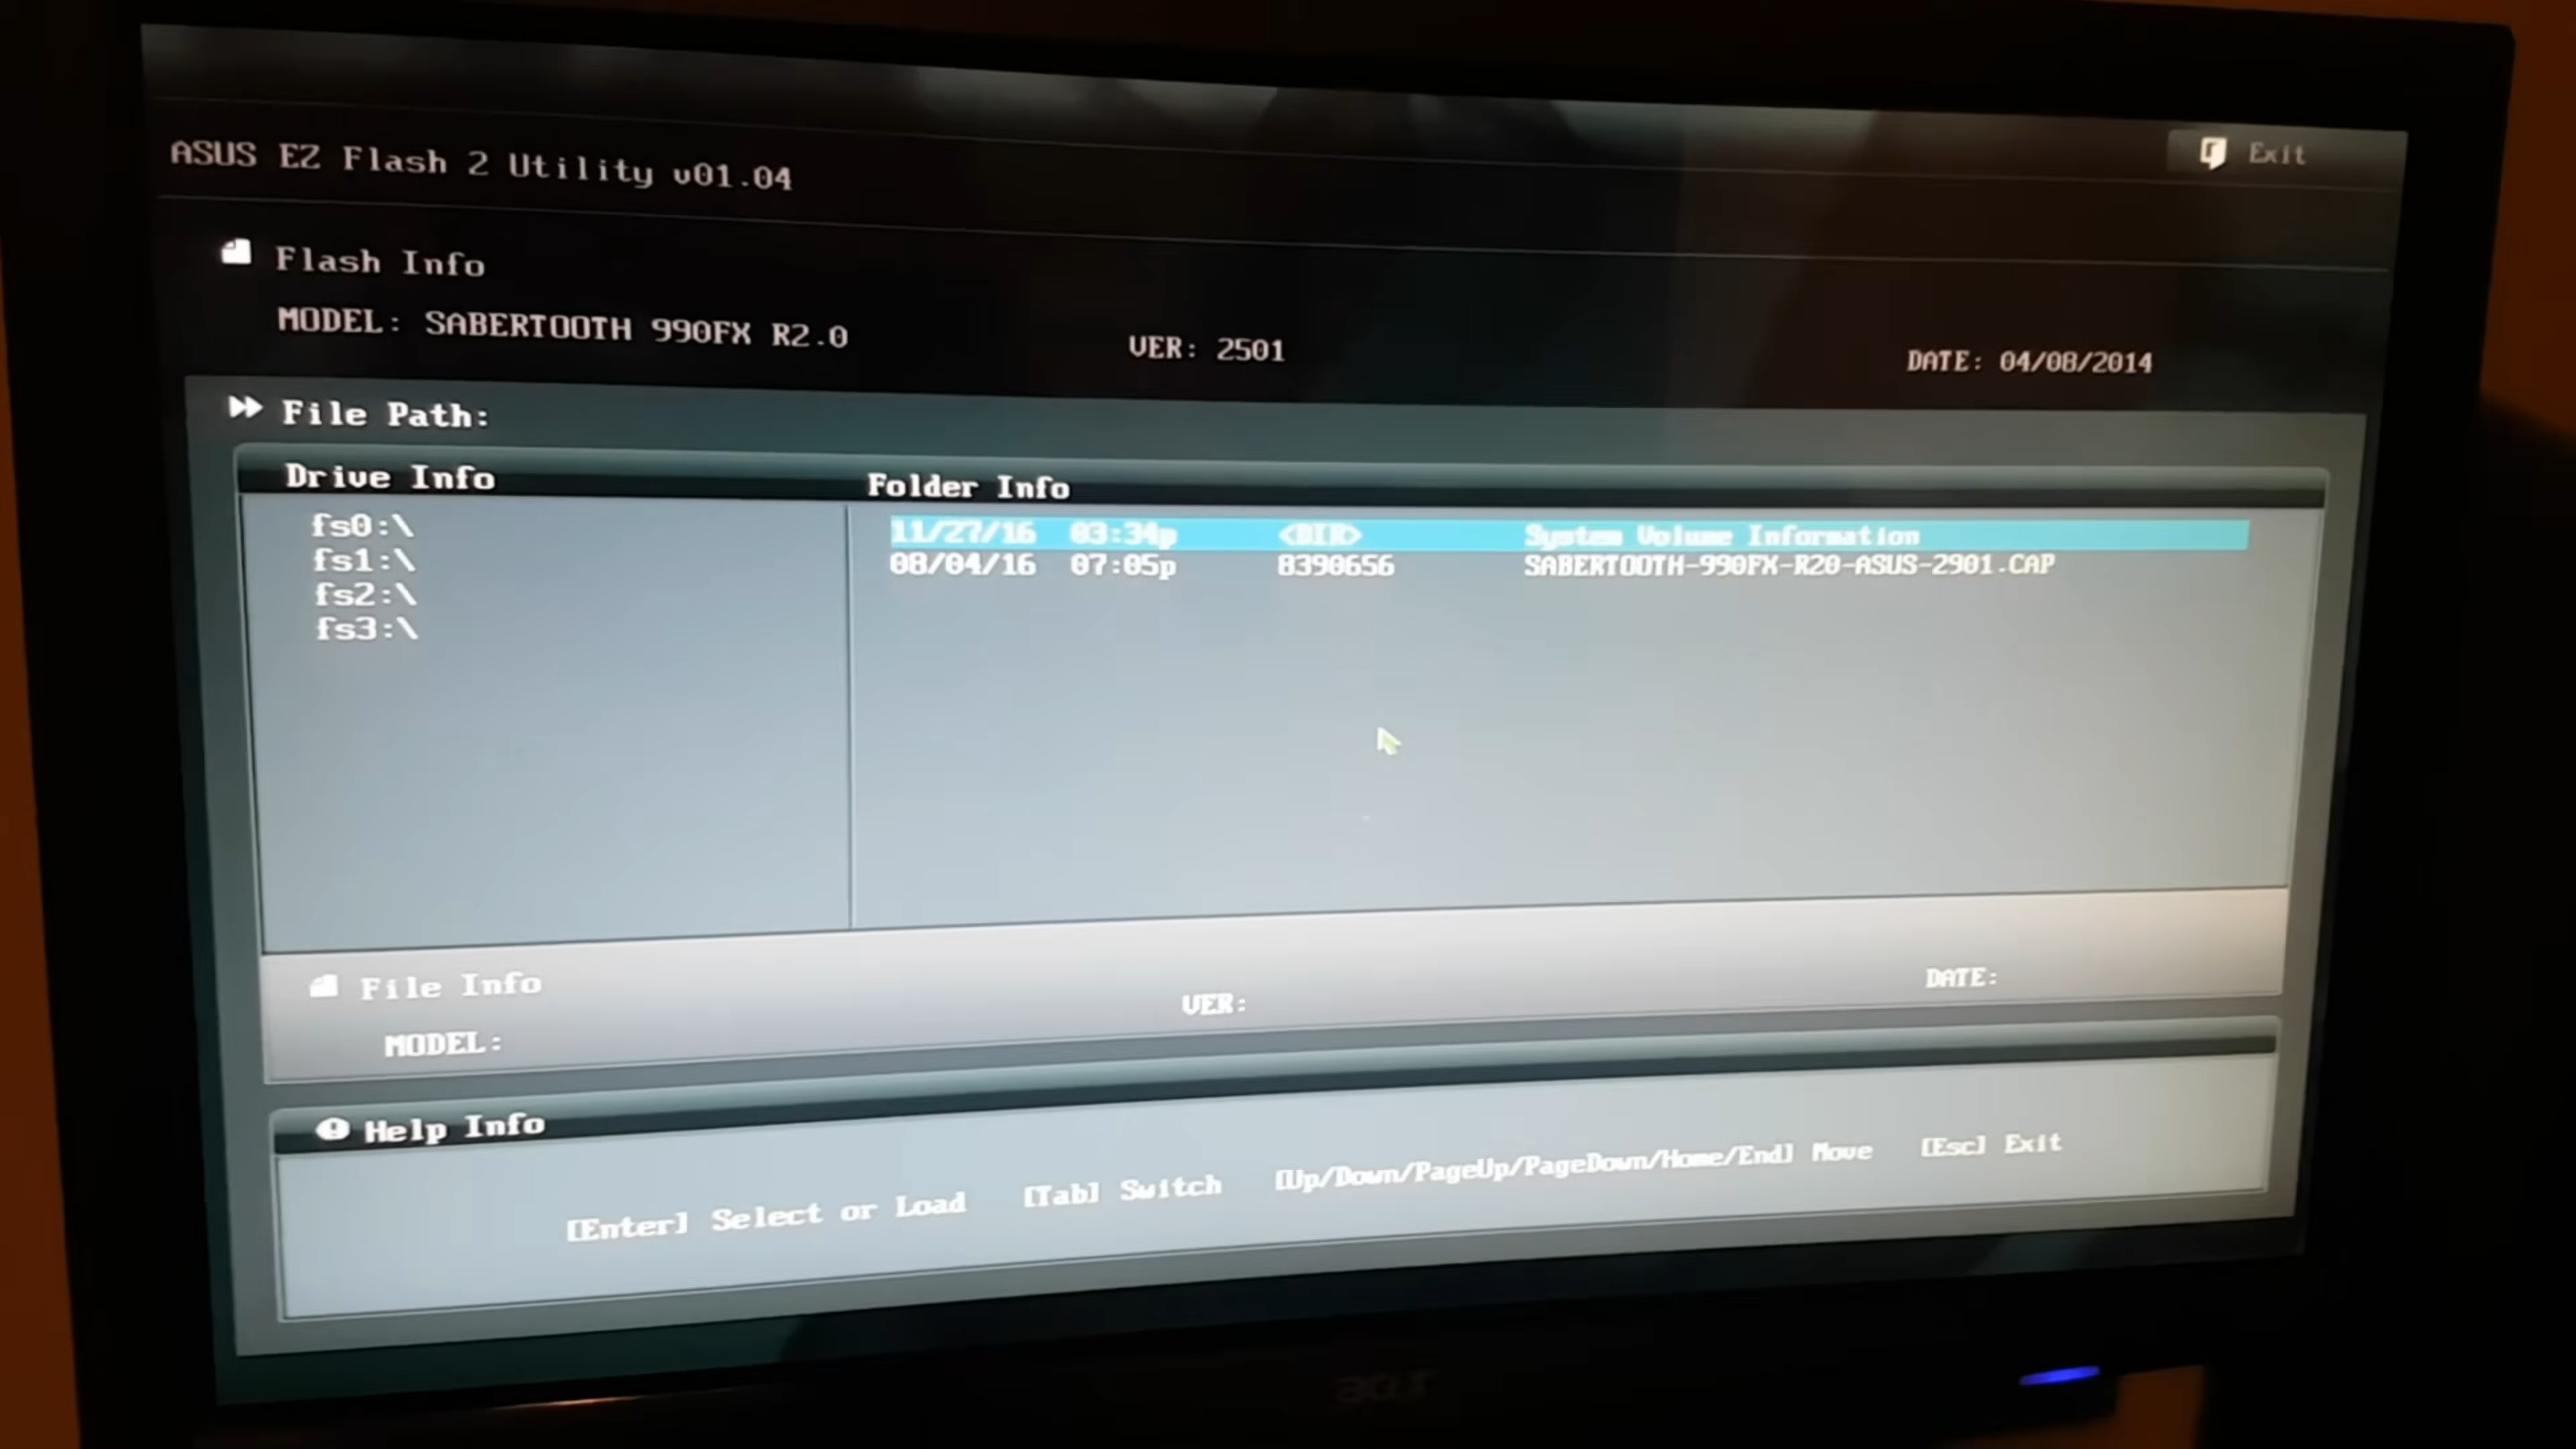 ASUS EZ Flash 2 Utility v01.04
Exit
Flash Info
MODEL: SABERTOOTH 990FX R2.0 VER: 2501 DATE: 04/08/2014
File Path:
Drive Info Folder Info
fs0:\
fs1:\
fs2:\
fs3:\
11/27/16 03:34p <DIR> System Volume Information
08/04/16 07:05p 8390656 SABERTOOTH-990FX-R20-ASUS-2901.CAP
File Info
MODEL: VER: DATE:
Help Info
[Enter] Select or Load [Tab] Switch [Up/Down/PageUp/PageDown/Home/End] Move [Esc] Exit
acer